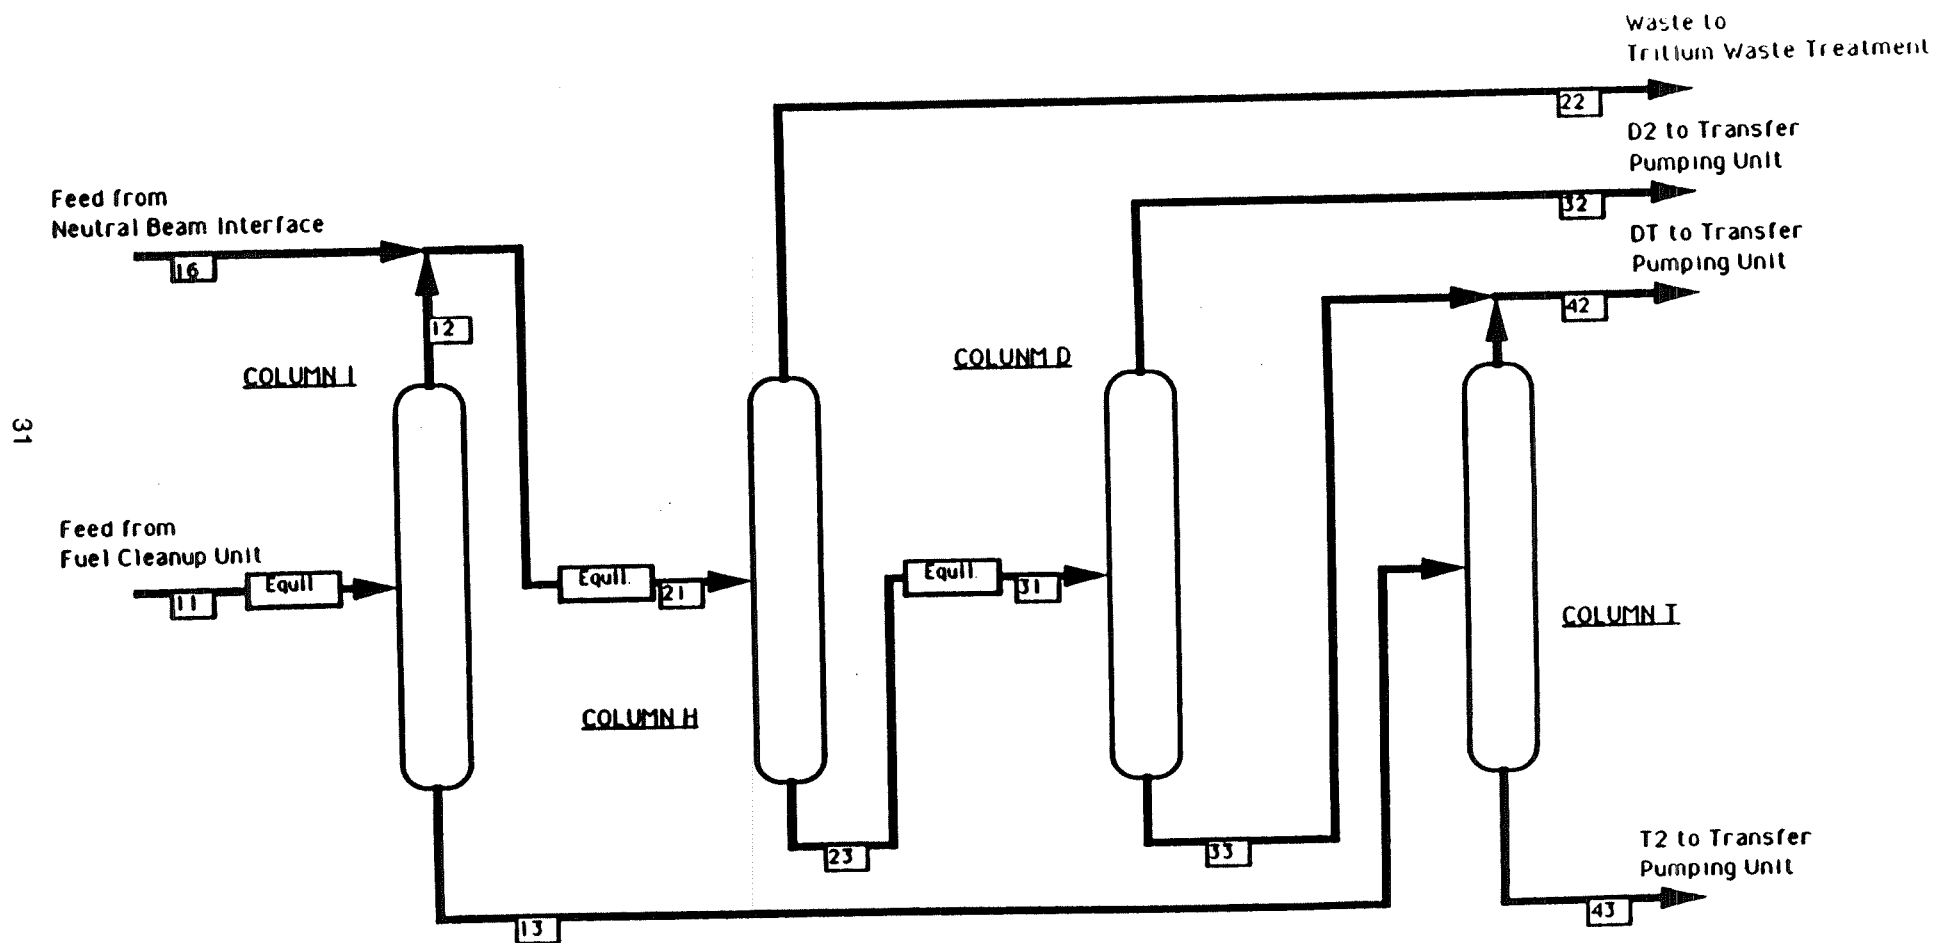 Waste to
Tritium Waste Treatment
22
D2 to Transfer
Pumping Unit
32
DT to Transfer
Pumping Unit
42
Feed from
Neutral Beam Interface
16
12
COLUMN I
COLUNM D
31
Feed from
Fuel Cleanup Unit
11
Equil
Equil.
21
Equil.
31
COLUMN T
COLUMN H
23
33
T2 to Transfer
Pumping Unit
43
13